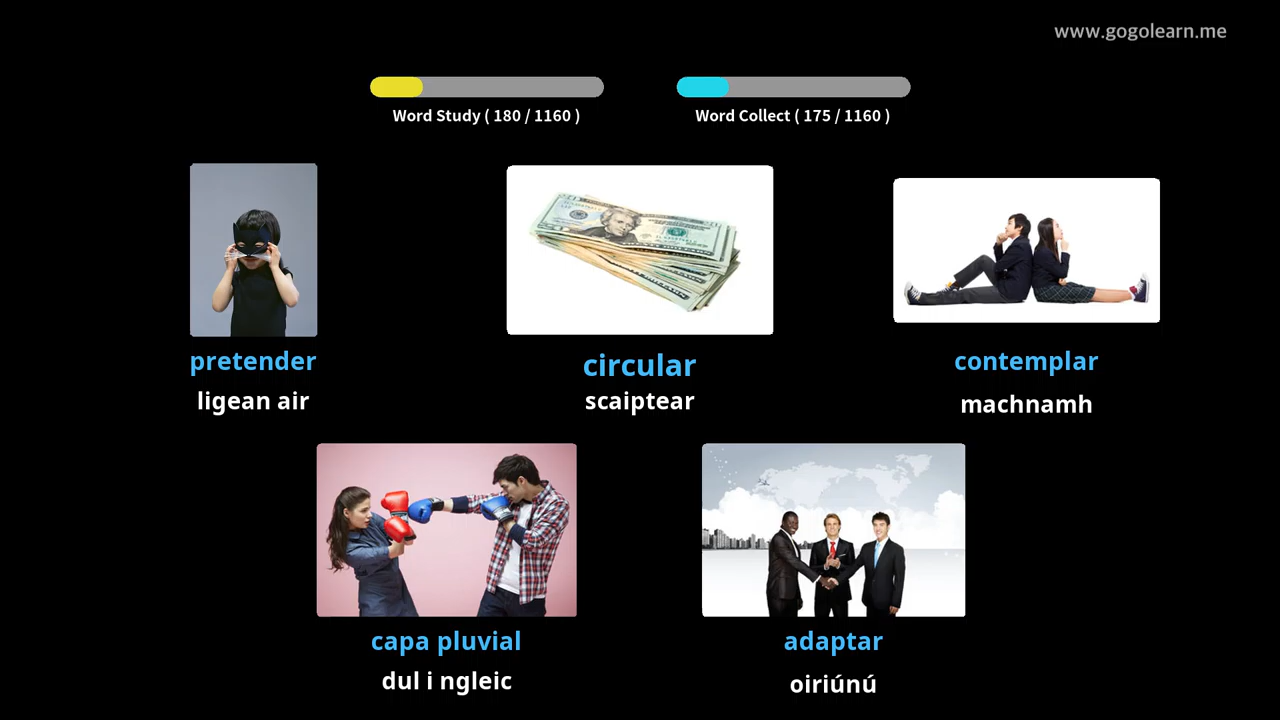 www.gogolearn.me
Word Study ( 180 / 1160 )
Word Collect ( 175 / 1160 )
pretender
ligean air
circular
scaiptear
contemplar
machnamh
capa pluvial
dul i ngleic
adaptar
oiriúnú